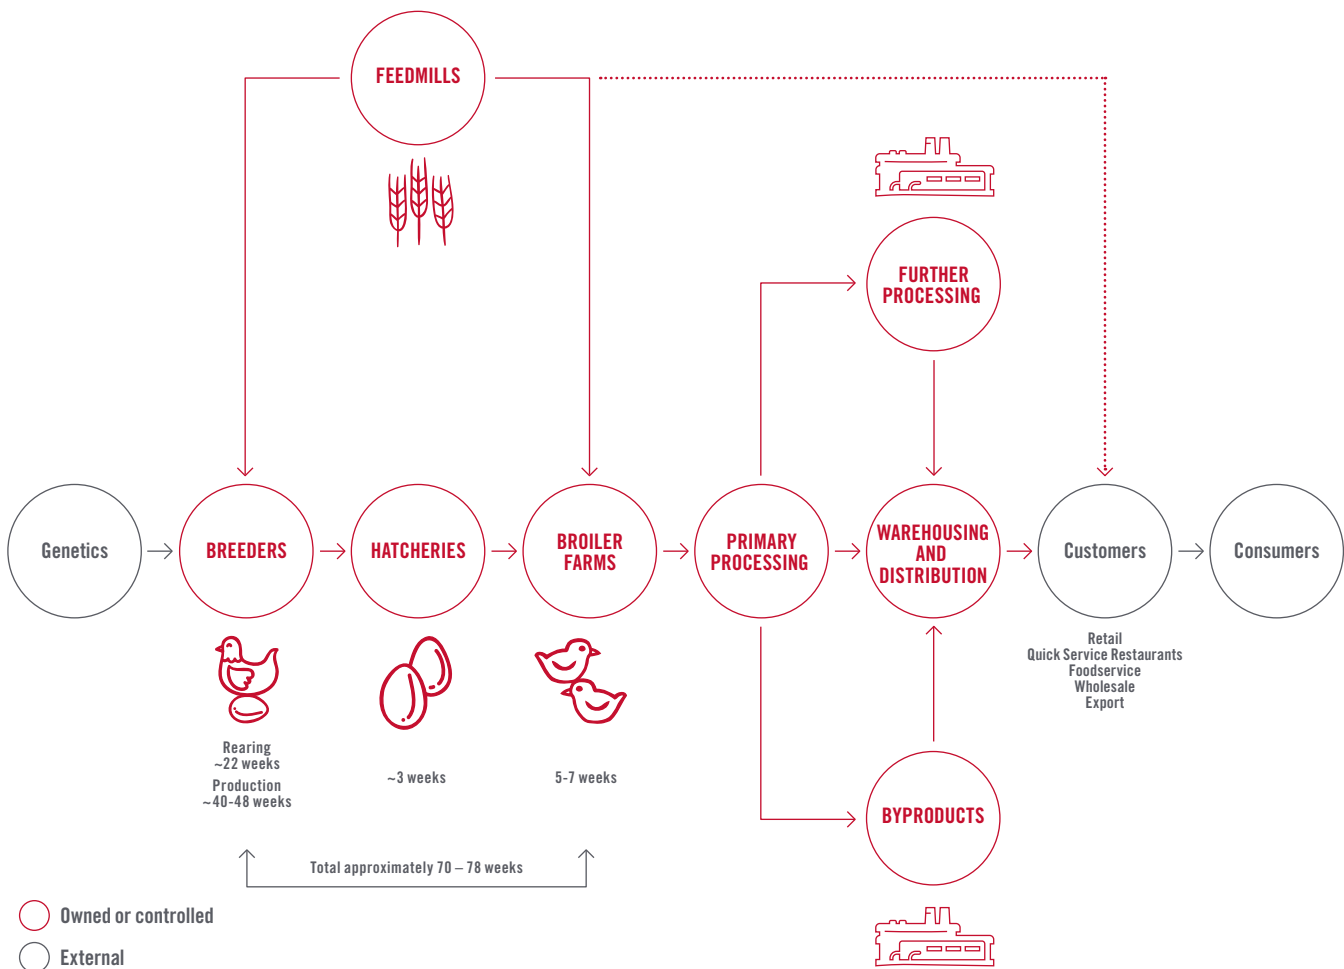 FEEDMILLS
FURTHER
PROCESSING
Genetics
BREEDERS
HATCHERIES
BROILER
FARMS
PRIMARY
PROCESSING
WAREHOUSING
AND
DISTRIBUTION
Customers
Consumers
Rearing
~22 weeks
Production
~40-48 weeks
~3 weeks
5-7 weeks
Retail
Quick Service Restaurants
Foodservice
Wholesale
Export
BYPRODUCTS
Total approximately 70 – 78 weeks
Owned or controlled
External